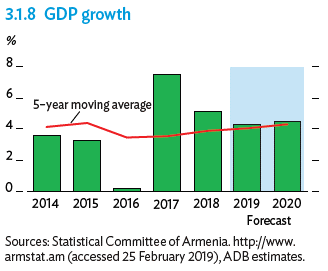 3.1.8 GDP growth
%
8
6
4
2
0
5-year moving average
2014 2015 2016 2017 2018 2019 2020
Forecast
Sources: Statistical Committee of Armenia. http://www.
armstat.am (accessed 25 February 2019), ADB estimates.